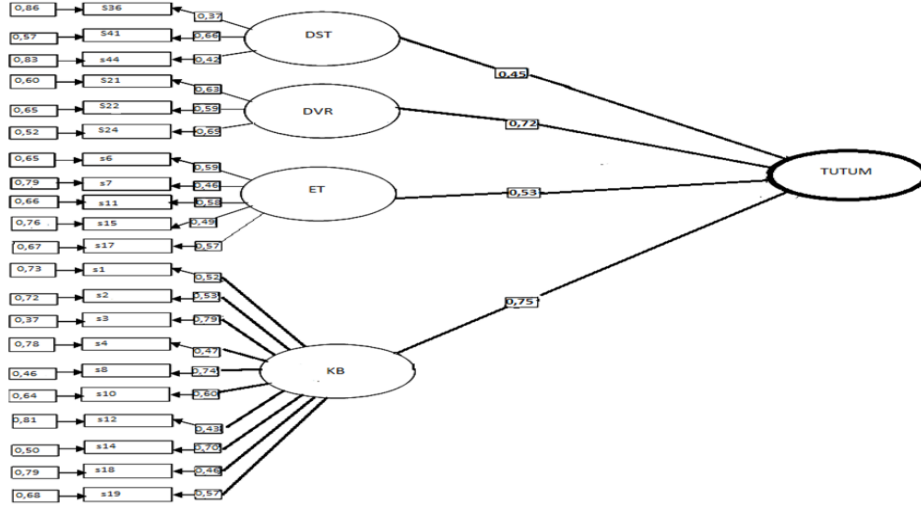 0,86 S36 0,37
0,57 S41 0,66 DST
0,83 s44 0,42 0,45
0,60 S21 0,63
0,65 S22 0,59 DVR 0,72
0,52 S24 0,69
0,65 s6 0,59 TUTUM
0,79 s7 0,46 ET 0,53
0,66 s11 0,58
0,76 s15 0,49
0,67 s17 0,57
0,73 s1 0,52
0,72 s2 0,53 0,75
0,37 s3 0,79
0,78 s4 0,47
0,46 s8 0,74 KB
0,64 s10 0,60
0,81 s12 0,43
0,50 s14 0,70
0,79 s18 0,46
0,68 s19 0,57